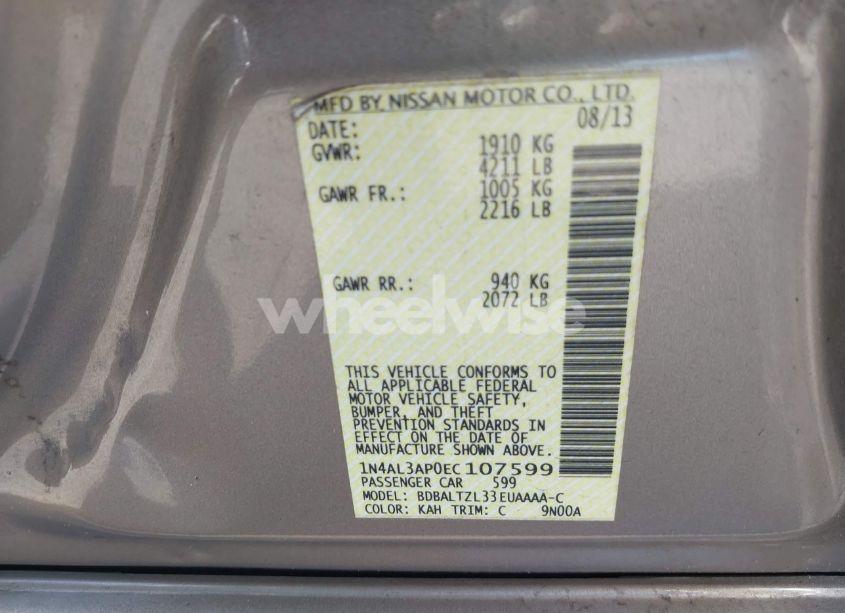 MFD BY NISSAN MOTOR CO., LTD.
DATE: 08/13
GVWR: 1910 KG
4211 LB
GAWR FR.: 1005 KG
2216 LB
GAWR RR.: 940 KG
2072 LB
wheelwise
THIS VEHICLE CONFORMS TO
ALL APPLICABLE FEDERAL
MOTOR VEHICLE SAFETY,
BUMPER, AND THEFT
PREVENTION STANDARDS IN
EFFECT ON THE DATE OF
MANUFACTURE SHOWN ABOVE.
1N4AL3AP0EC107599
PASSENGER CAR 599
MODEL: BDBALTZL33EUAAAA-C
COLOR: KAH TRIM: C 9N00A